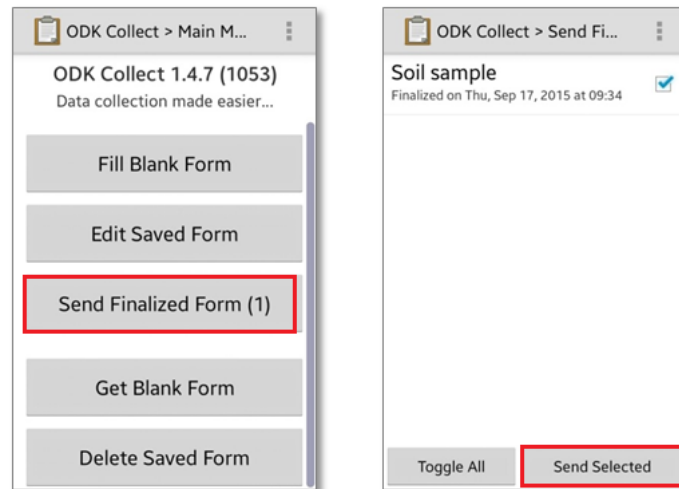 ODK Collect > Main M...
ODK Collect 1.4.7 (1053)
Data collection made easier...
Fill Blank Form
Edit Saved Form
Send Finalized Form (1)
Get Blank Form
Delete Saved Form
ODK Collect > Send Fi...
Soil sample
Finalized on Thu, Sep 17, 2015 at 09:34
Toggle All
Send Selected